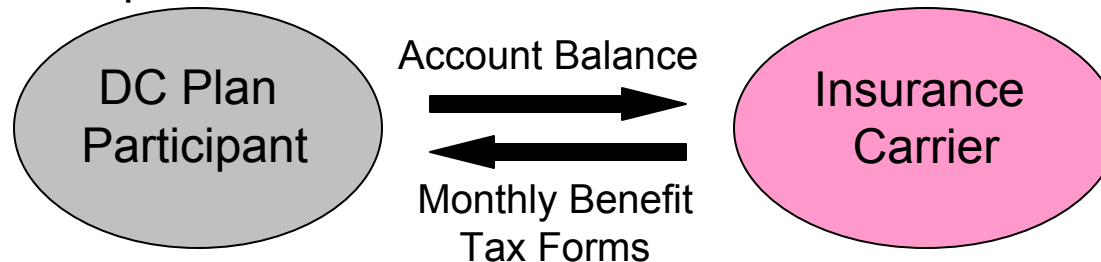 DC Plan
Participant
Account Balance
Monthly Benefit
Tax Forms
Insurance
Carrier